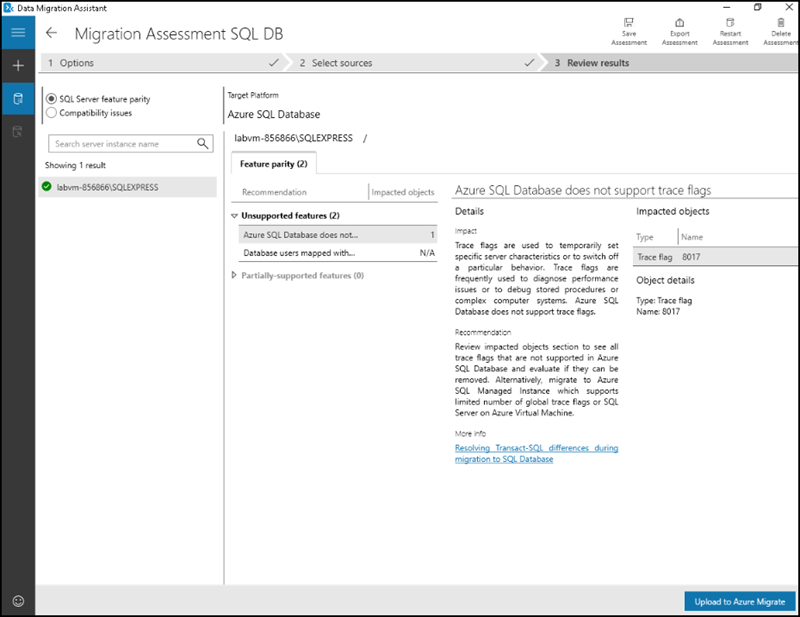 Data Migration Assistant
Migration Assessment SQL DB
Save Assessment
Export Assessment
Restart Assessment
Delete Assessment
1 Options
2 Select sources
3 Review results
SQL Server feature parity
Compatibility issues
Search server instance name
Showing 1 result
labvm-856866\SQLEXPRESS
Target Platform
Azure SQL Database
labvm-856866\SQLEXPRESS /
Feature parity (2)
Recommendation Impacted objects
Unsupported features (2)
Azure SQL Database does not... 1
Database users mapped with... N/A
Partially-supported features (0)
Azure SQL Database does not support trace flags
Details
Impact
Trace flags are used to temporarily set
specific server characteristics or to switch off
a particular behavior. Trace flags are
frequently used to diagnose performance
issues or to debug stored procedures or
complex computer systems. Azure SQL
Database does not support trace flags.
Recommendation
Review impacted objects section to see all
trace flags that are not supported in Azure
SQL Database and evaluate if they can be
removed. Alternatively, migrate to Azure
SQL Managed Instance which supports
limited number of global trace flags or SQL
Server on Azure Virtual Machine.
More info
Resolving Transact-SQL differences during
migration to SQL Database
Impacted objects
Type Name
Trace flag 8017
Object details
Type: Trace flag
Name: 8017
Upload to Azure Migrate